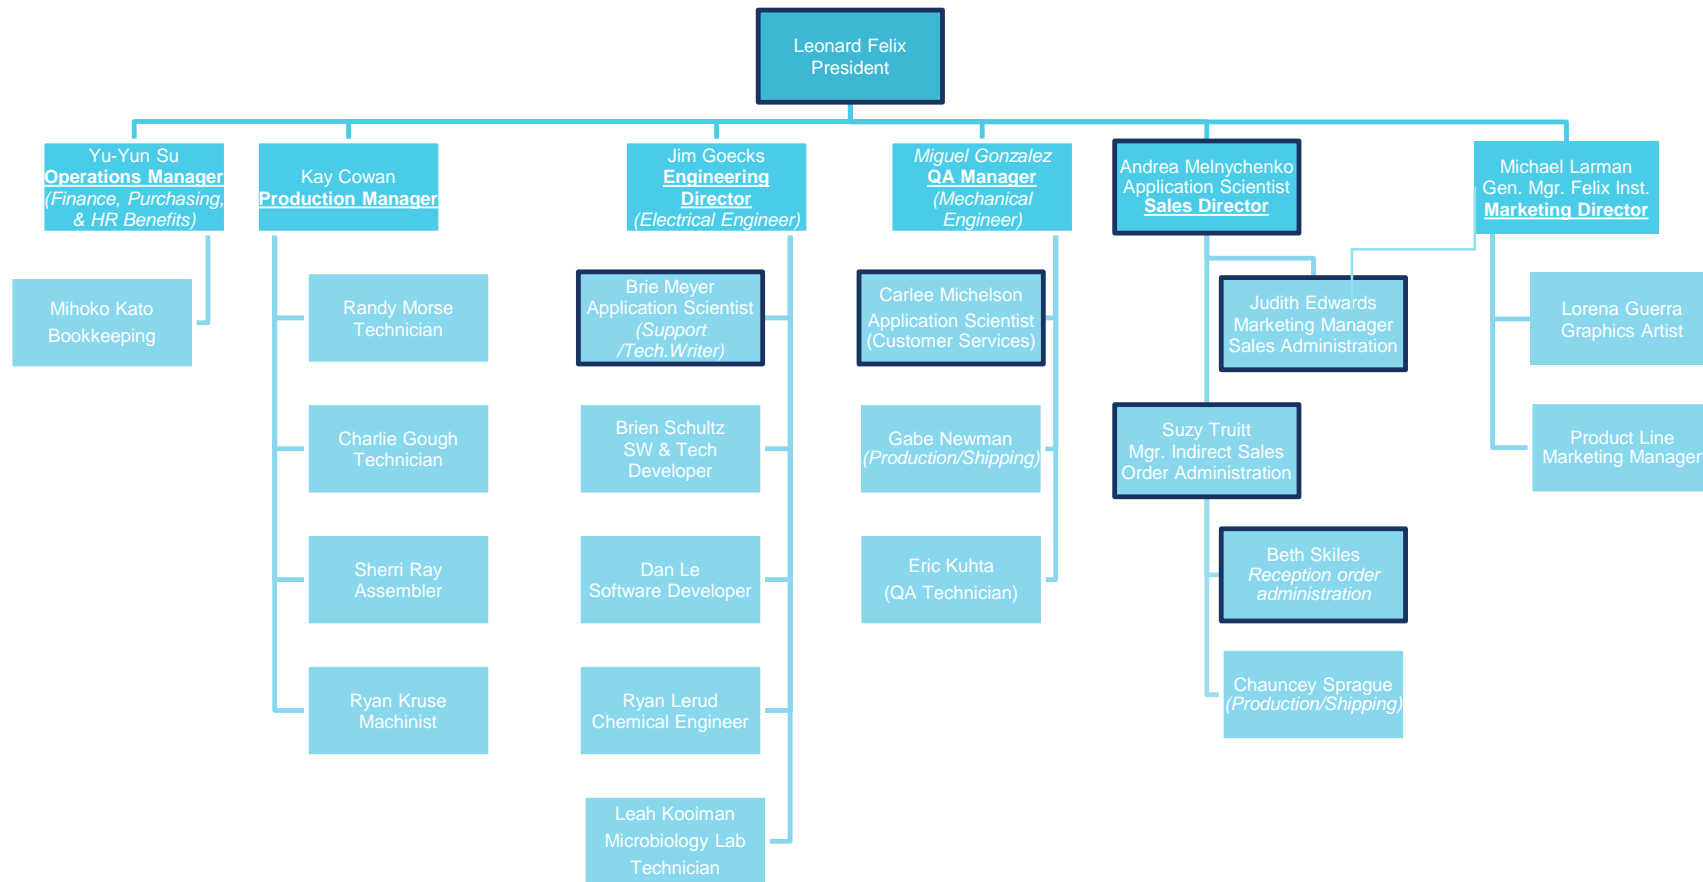 Leonard Felix
President
Yu-Yun Su
Operations Manager
(Finance, Purchasing,
& HR Benefits)
Kay Cowan
Production Manager
Jim Goecks
Engineering
Director
(Electrical Engineer)
Miguel Gonzalez
QA Manager
(Mechanical
Engineer)
Andrea Melnychenko
Application Scientist
Sales Director
Michael Larman
Gen. Mgr. Felix Inst.
Marketing Director
Mihoko Kato
Bookkeeping
Randy Morse
Technician
Brie Meyer
Application Scientist
(Support
/Tech.Writer)
Carlee Michelson
Application Scientist
(Customer Services)
Judith Edwards
Marketing Manager
Sales Administration
Lorena Guerra
Graphics Artist
Charlie Gough
Technician
Brien Schultz
SW & Tech
Developer
Gabe Newman
(Production/Shipping)
Suzy Truitt
Mgr. Indirect Sales
Order Administration
Product Line
Marketing Manager
Sherri Ray
Assembler
Dan Le
Software Developer
Eric Kuhta
(QA Technician)
Beth Skiles
Reception order
administration
Ryan Kruse
Machinist
Ryan Lerud
Chemical Engineer
Chauncey Sprague
(Production/Shipping)
Leah Kooiman
Microbiology Lab
Technician